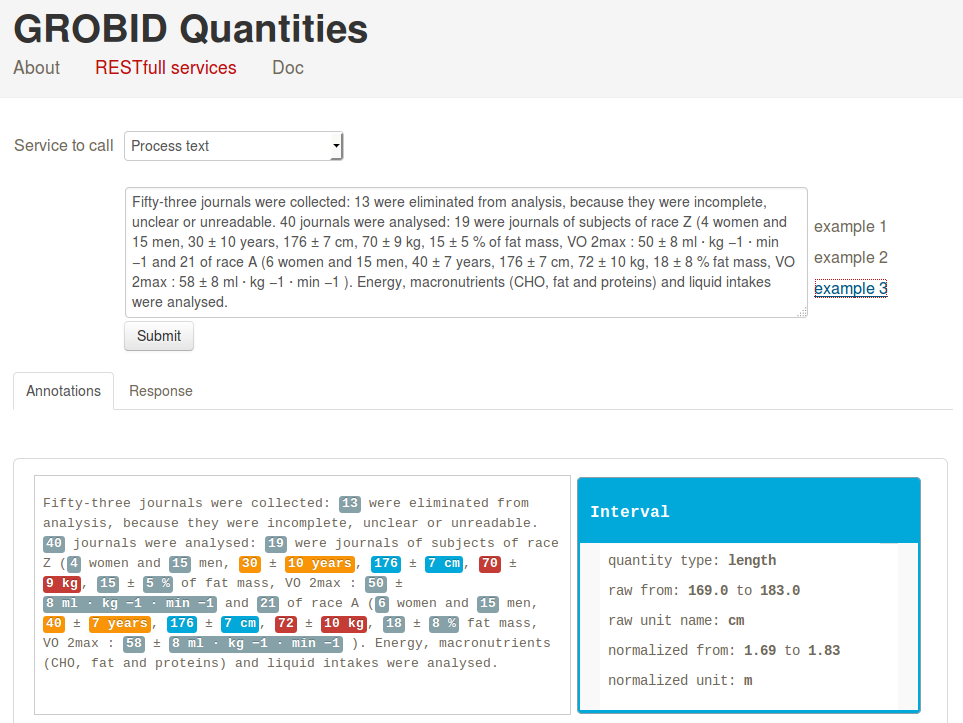 GROBID Quantities
About RESTfull services Doc
Service to call Process text
Fifty-three journals were collected: 13 were eliminated from analysis, because they were incomplete,
unclear or unreadable. 40 journals were analysed: 19 were journals of subjects of race Z (4 women and
15 men, 30 ± 10 years, 176 ± 7 cm, 70 ± 9 kg, 15 ± 5 % of fat mass, VO 2max : 50 ± 8 ml · kg −1 · min
−1 and 21 of race A (6 women and 15 men, 40 ± 7 years, 176 ± 7 cm, 72 ± 10 kg, 18 ± 8 % fat mass, VO
2max : 58 ± 8 ml · kg −1 · min −1 ). Energy, macronutrients (CHO, fat and proteins) and liquid intakes
were analysed.
example 1
example 2
example 3
Submit
Annotations Response
Fifty-three journals were collected: 13 were eliminated from
analysis, because they were incomplete, unclear or unreadable.
40 journals were analysed: 19 were journals of subjects of race
Z (4 women and 15 men, 30 ± 10 years, 176 ± 7 cm, 70 ±
9 kg, 15 ± 5 % of fat mass, VO 2max : 50 ±
8 ml · kg −1 · min −1 and 21 of race A (6 women and 15 men,
40 ± 7 years, 176 ± 7 cm, 72 ± 10 kg, 18 ± 8 % fat mass,
VO 2max : 58 ± 8 ml · kg −1 · min −1 ). Energy, macronutrients
(CHO, fat and proteins) and liquid intakes were analysed.
Interval
quantity type: length
raw from: 169.0 to 183.0
raw unit name: cm
normalized from: 1.69 to 1.83
normalized unit: m